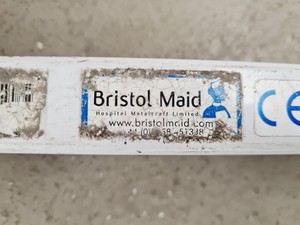 Bristol Maid
Hospital Metalcraft Limited
www.bristolmaid.com
CE